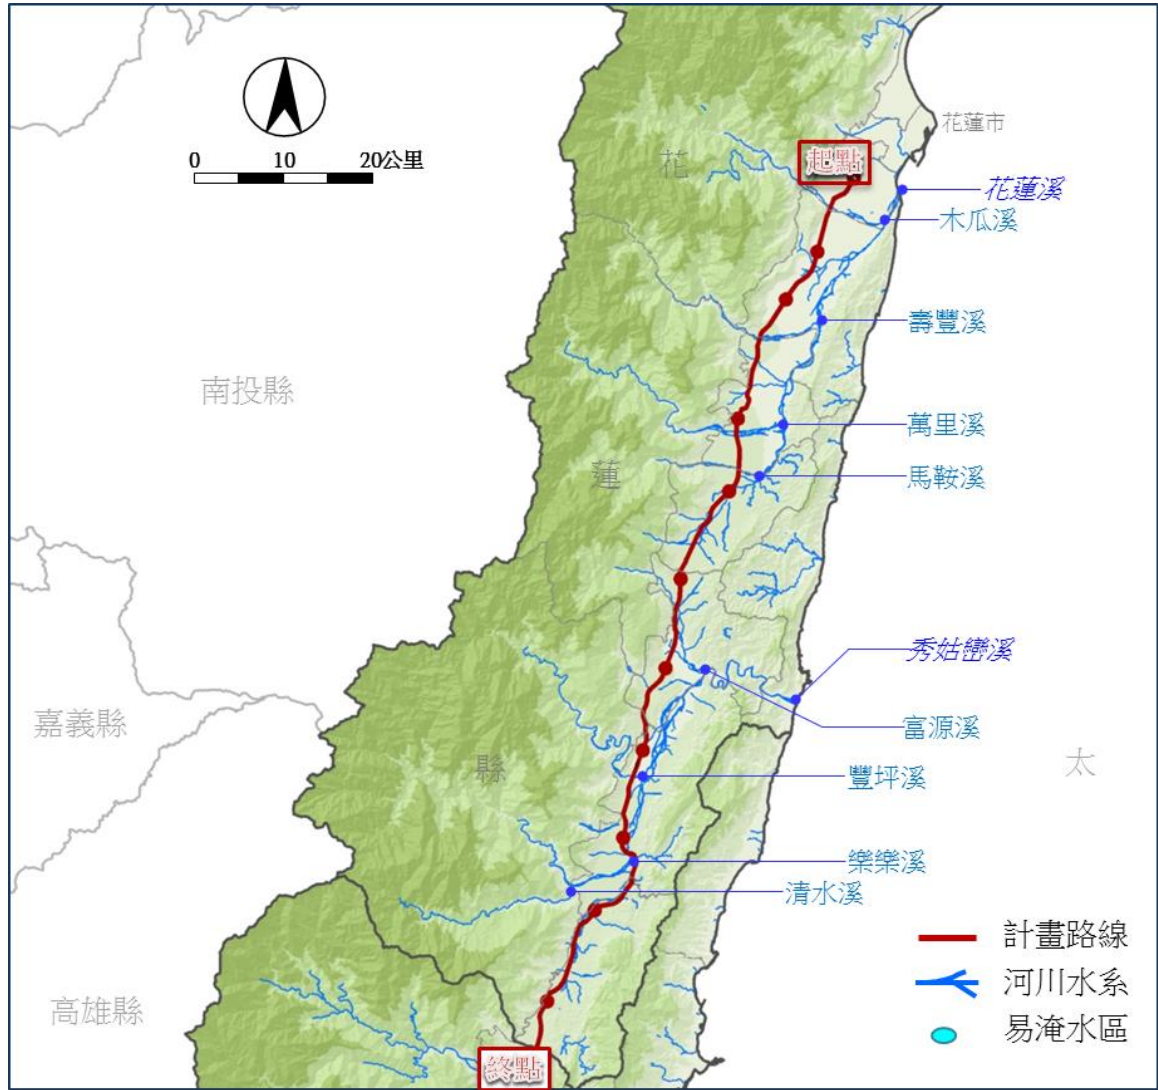 花蓮市
0 10 20公里
起點
花
花蓮溪
木瓜溪
壽豐溪
南投縣
萬里溪
蓮
馬鞍溪
秀姑巒溪
嘉義縣
富源溪
太
縣
豐坪溪
樂樂溪
清水溪
計畫路線
河川水系
高雄縣
易淹水區
終點